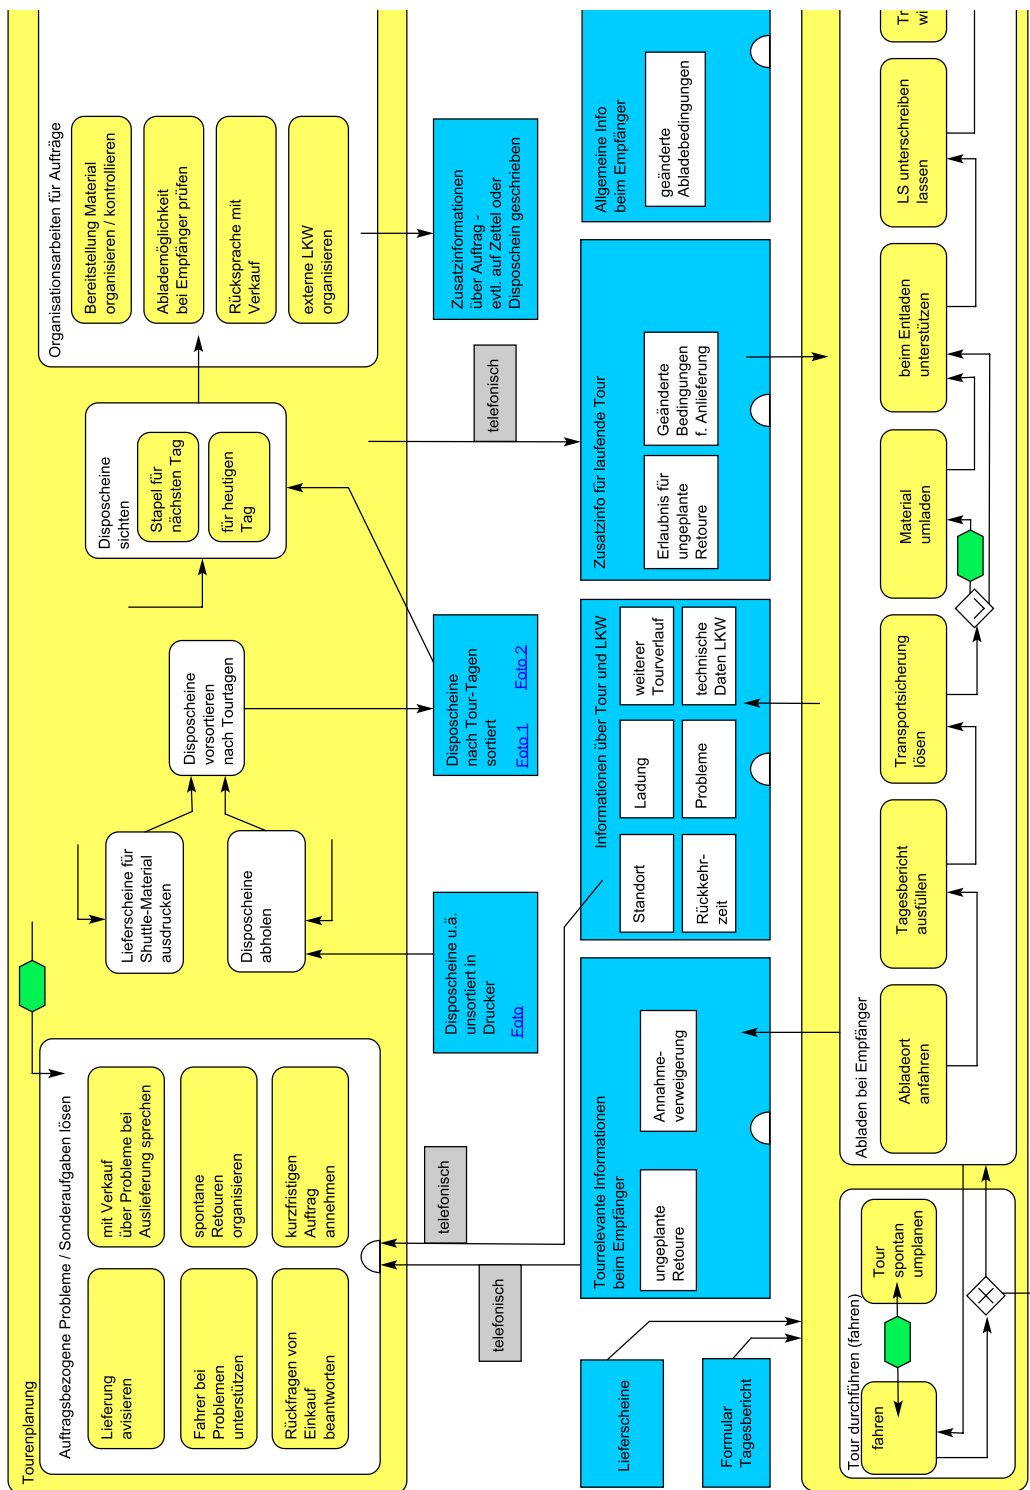 Tourenplanung
Auftragsbezogene Probleme / Sonderaufgaben lösen
Lieferung
avisieren
mit Verkauf
über Probleme bei
Auslieferung sprechen
Fahrer bei
Problemen
unterstützen
spontane
Retouren
organisieren
Rückfragen von
Einkauf
beantworten
kurzfristigen
Auftrag
annehmen
Lieferscheine für
Shuttle-Material
ausdrucken
Disposcheine
abholen
Disposcheine
vorsortieren
nach Tourtagen
Disposcheine
sichten
Stapel für
nächsten Tag
für heutigen
Tag
Organisationsarbeiten für Aufträge
Bereitstellung Material
organisieren / kontrollieren
Ablademöglichkeit
bei Empfänger prüfen
Rücksprache mit
Verkauf
externe LKW
organisieren
Disposcheine u.ä.
unsortiert in
Drucker
Foto
Disposcheine
nach Tour-Tagen
sortiert
Foto 1
Foto 2
Zusatzinformationen
über Auftrag -
evtl. auf Zettel oder
Disposchein geschrieben
telefonisch
telefonisch
telefonisch
Lieferscheine
Formular
Tagesbericht
Tourrelevante Informationen
beim Empfänger
ungeplante
Retoure
Annahme-
verweigerung
Informationen über Tour und LKW
Standort
Ladung
weiterer
Tourverlauf
Rückkehr-
zeit
Probleme
technische
Daten LKW
Zusatzinfo für laufende Tour
Erlaubnis für
ungeplante
Retoure
Geänderte
Bedingungen
f. Anlieferung
Allgemeine Info
beim Empfänger
geänderte
Abladebedingungen
Tour durchführen (fahren)
fahren
Tour
spontan
umplanen
Abladen bei Empfänger
Abladeort
anfahren
Tagesbericht
ausfüllen
Transportsicherung
lösen
Material
umladen
beim Entladen
unterstützen
LS unterschreiben
lassen
Tr
wi